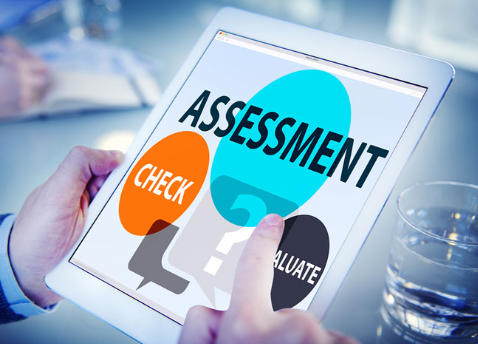 ASSESSMENT
CHECK
?
ALUATE